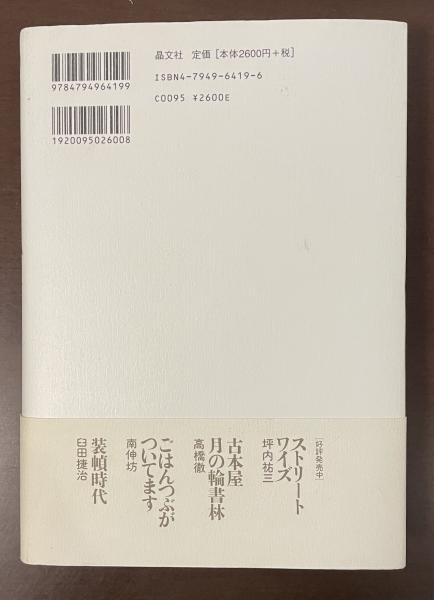 晶文社 定価［本体2600円＋税］
ISBN4-7949-6419-6
C0095 ¥2600E
9784794964199
1920095026008
［好評発売中］
ストリート
ワイズ
坪内祐三
古本屋
月の輪書林
高橋徹
ごはんつぶが
ついてます
南伸坊
装幀時代
臼田捷治